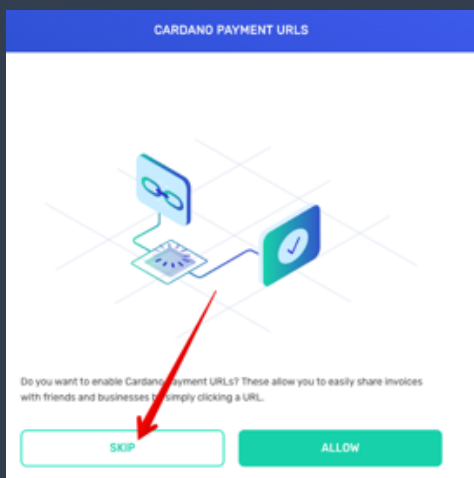 CARDANO PAYMENT URLS
Do you want to enable Cardano Payment URLs? These allow you to easily share invoices
with friends and businesses by simply clicking a URL.
SKIP
ALLOW